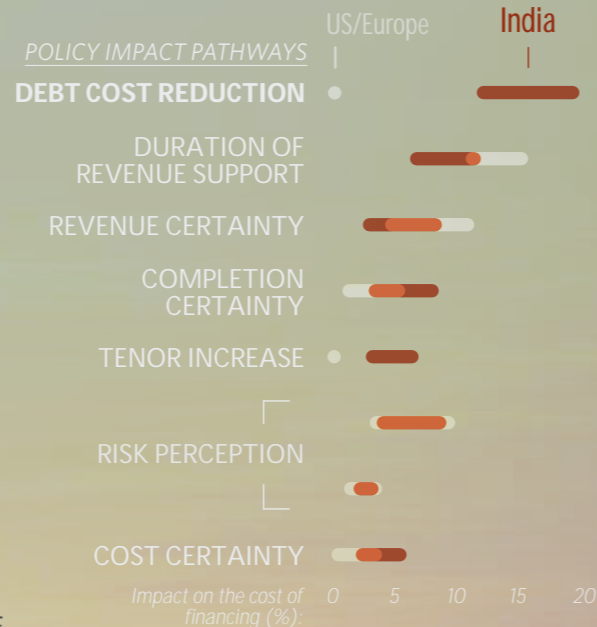 US/Europe
India
POLICY IMPACT PATHWAYS
DEBT COST REDUCTION
DURATION OF
REVENUE SUPPORT
REVENUE CERTAINTY
COMPLETION
CERTAINTY
TENOR INCREASE
RISK PERCEPTION
COST CERTAINTY
Impact on the cost of
financing (%):
0 5 10 15 20